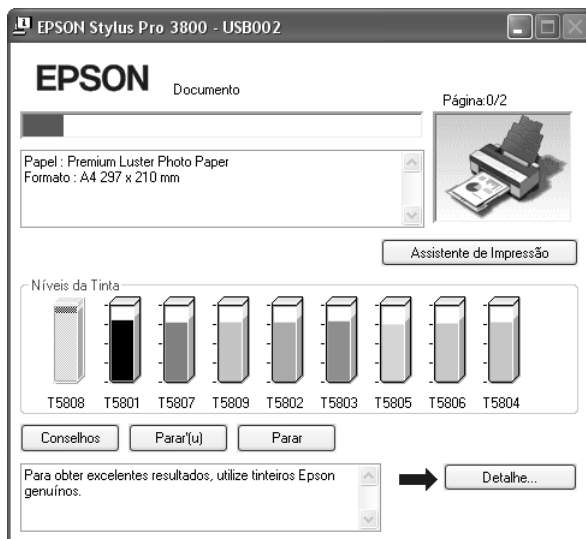 EPSON Stylus Pro 3800 - USB002
EPSON
Documento
Página:0/2
Papel : Premium Luster Photo Paper
Formato : A4 297 x 210 mm
Assistente de Impressão
Níveis da Tinta
T5808 T5801 T5807 T5809 T5802 T5803 T5805 T5806 T5804
Conselhos Parar'(u) Parar
Para obter excelentes resultados, utilize tinteiros Epson
genuínos.
Detalhe...